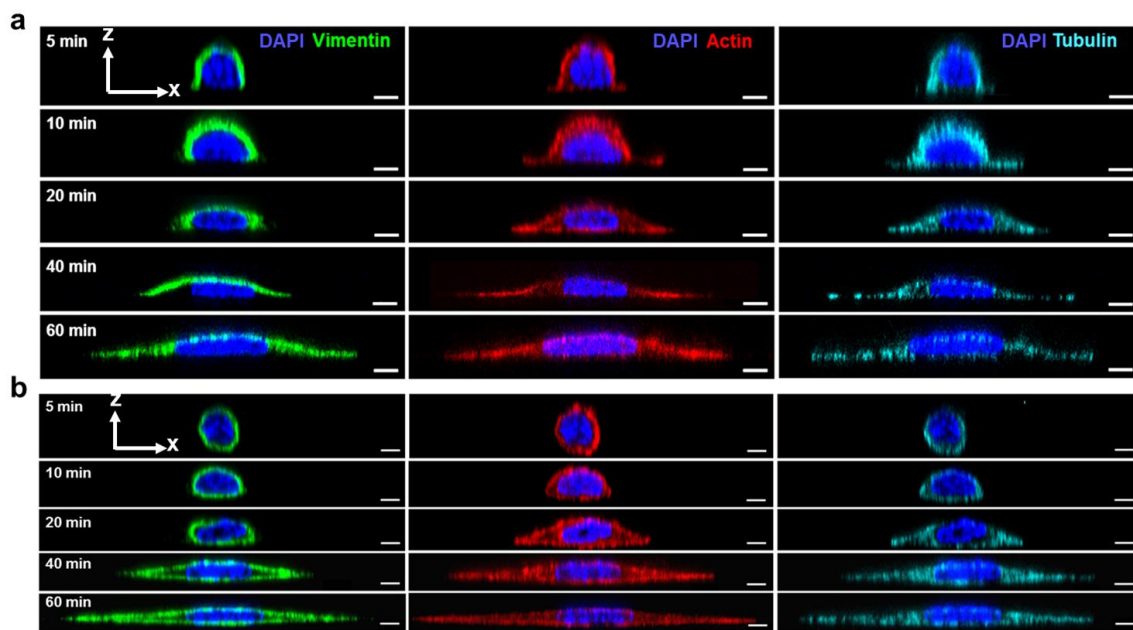 a
5 min
Z
X
DAPI Vimentin
DAPI Actin
DAPI Tubulin
10 min
20 min
40 min
60 min
b
5 min
Z
X
10 min
20 min
40 min
60 min